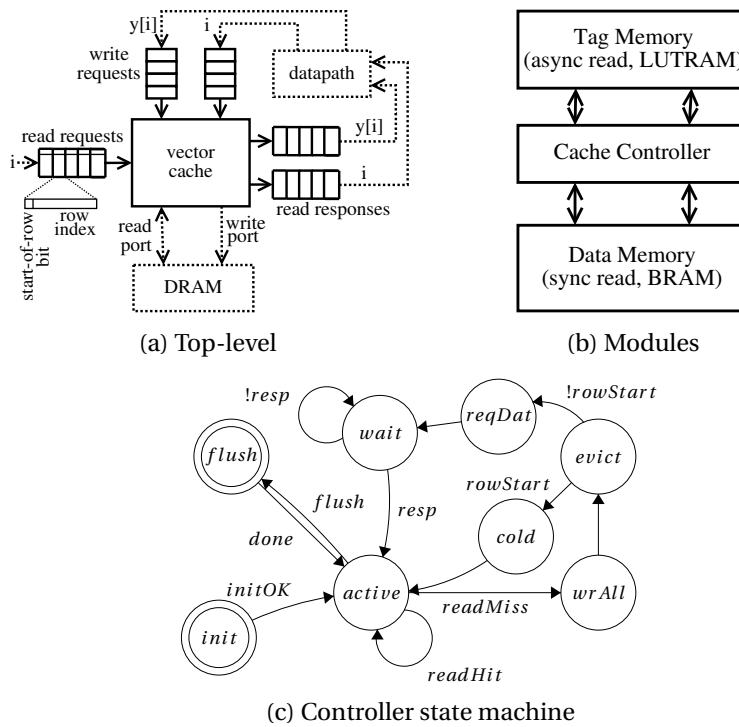 y[i]
i
write
requests
datapath
read requests
i
vector
cache
y[i]
i
read responses
start-of-row
bit
row
index
read
port
write
port
DRAM
(a) Top-level
Tag Memory
(async read, LUTRAM)
Cache Controller
Data Memory
(sync read, BRAM)
(b) Modules
!resp
wait
reqDat
!rowStart
flush
evict
rowStart
flush
resp
cold
done
initOK
active
readMiss
wrAll
init
readHit
(c) Controller state machine